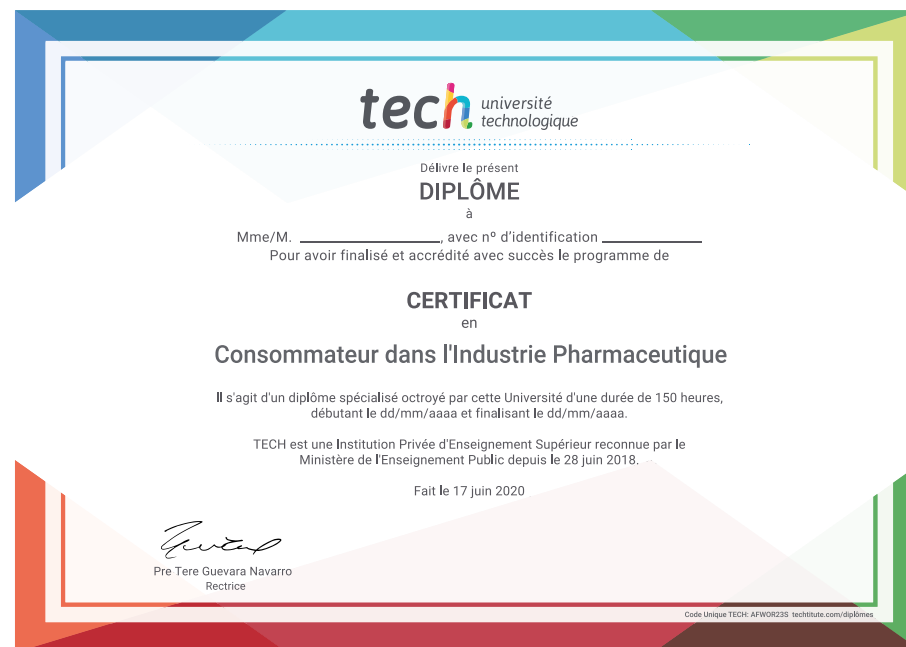 tech université
technologique
Délivre le présent
DIPLÔME
à
Mme/M. ____________________, avec nº d'identification ______________
Pour avoir finalisé et accrédité avec succès le programme de
CERTIFICAT
en
Consommateur dans l'Industrie Pharmaceutique
Il s'agit d'un diplôme spécialisé octroyé par cette Université d'une durée de 150 heures,
débutant le dd/mm/aaaa et finalisant le dd/mm/aaaa.
TECH est une Institution Privée d'Enseignement Supérieur reconnue par le
Ministère de l'Enseignement Public depuis le 28 juin 2018.
Fait le 17 juin 2020
Pre Tere Guevara Navarro
Rectrice
Code Unique TECH: AFWOR23S techtitute.com/diplômes